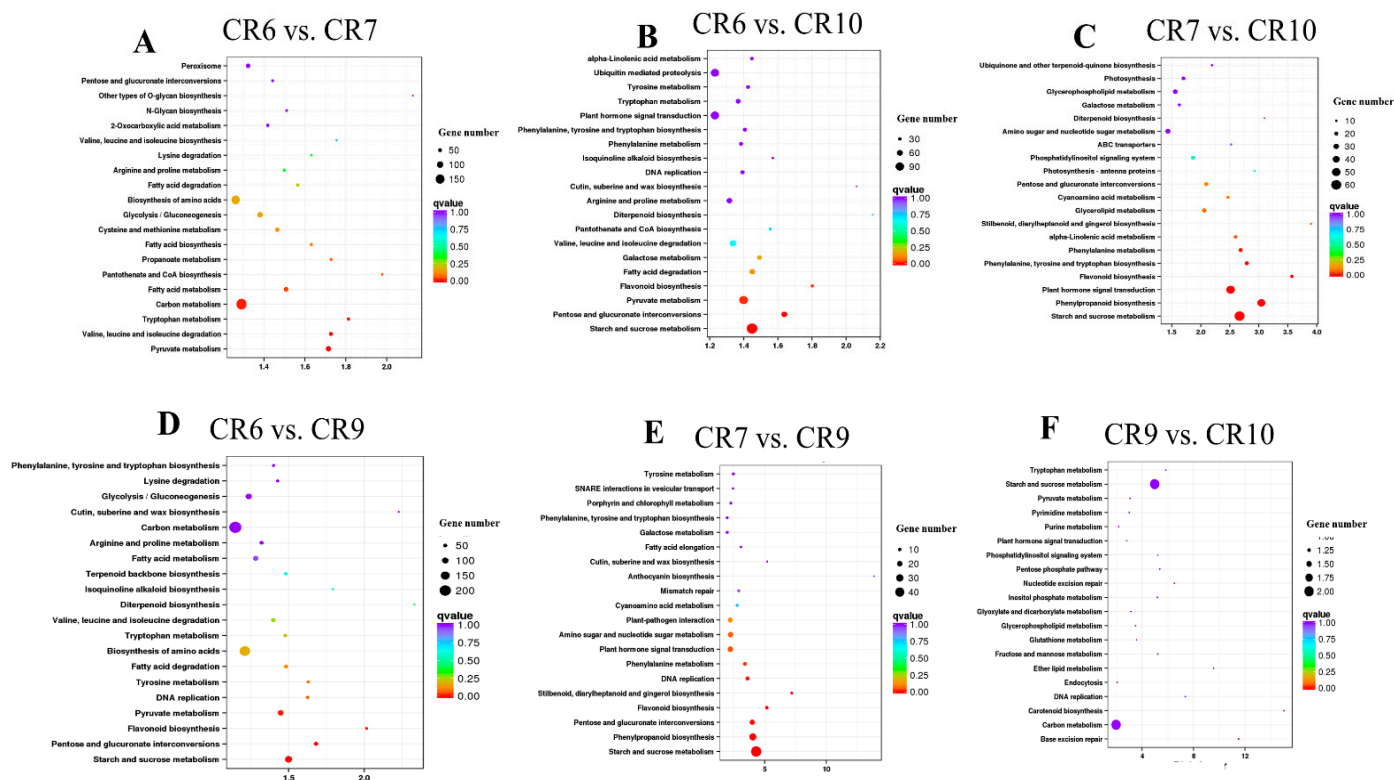 A
CR6 vs. CR7
Peroxisome
Pentose and glucuronate interconversions
Other types of O-glycan biosynthesis
N-Glycan biosynthesis
2-Oxocarboxylic acid metabolism
Valine, leucine and isoleucine biosynthesis
Lysine degradation
Arginine and proline metabolism
Fatty acid degradation
Biosynthesis of amino acids
Glycolysis / Gluconeogenesis
Cysteine and methionine metabolism
Fatty acid biosynthesis
Propanoate metabolism
Pantothenate and CoA biosynthesis
Fatty acid metabolism
Carbon metabolism
Tryptophan metabolism
Valine, leucine and isoleucine degradation
Pyruvate metabolism
1.4 1.6 1.8 2.0
Gene number
50
100
150
qvalue
1.00
0.75
0.50
0.25
0.00
B
CR6 vs. CR10
alpha-Linolenic acid metabolism
Ubiquitin mediated proteolysis
Tyrosine metabolism
Tryptophan metabolism
Plant hormone signal transduction
Phenylalanine, tyrosine and tryptophan biosynthesis
Phenylalanine metabolism
Isoquinoline alkaloid biosynthesis
DNA replication
Cutin, suberine and wax biosynthesis
Arginine and proline metabolism
Diterpenoid biosynthesis
Pantothenate and CoA biosynthesis
Valine, leucine and isoleucine degradation
Galactose metabolism
Fatty acid degradation
Flavonoid biosynthesis
Pyruvate metabolism
Pentose and glucuronate interconversions
Starch and sucrose metabolism
1.2 1.4 1.6 1.8 2.0 2.2
Gene number
30
60
90
qvalue
1.00
0.75
0.50
0.25
0.00
C
CR7 vs. CR10
Ubiquinone and other terpenoid-quinone biosynthesis
Photosynthesis
Glycerophospholipid metabolism
Galactose metabolism
Diterpenoid biosynthesis
Amino sugar and nucleotide sugar metabolism
ABC transporters
Phosphatidylinositol signaling system
Photosynthesis - antenna proteins
Pentose and glucuronate interconversions
Cyanoamino acid metabolism
Glycerolipid metabolism
Stilbenoid, diarylheptanoid and gingerol biosynthesis
alpha-Linolenic acid metabolism
Phenylalanine metabolism
Phenylalanine, tyrosine and tryptophan biosynthesis
Flavonoid biosynthesis
Plant hormone signal transduction
Phenylpropanoid biosynthesis
Starch and sucrose metabolism
1.5 2.0 2.5 3.0 3.5 4.0
Gene number
10
20
30
40
50
60
qvalue
1.00
0.75
0.50
0.25
0.00
D
CR6 vs. CR9
Phenylalanine, tyrosine and tryptophan biosynthesis
Lysine degradation
Glycolysis / Gluconeogenesis
Cutin, suberine and wax biosynthesis
Carbon metabolism
Arginine and proline metabolism
Fatty acid metabolism
Terpenoid backbone biosynthesis
Isoquinoline alkaloid biosynthesis
Diterpenoid biosynthesis
Valine, leucine and isoleucine degradation
Tryptophan metabolism
Biosynthesis of amino acids
Fatty acid degradation
Tyrosine metabolism
DNA replication
Pyruvate metabolism
Flavonoid biosynthesis
Pentose and glucuronate interconversions
Starch and sucrose metabolism
1.5 2.0
Gene number
50
100
150
200
qvalue
1.00
0.75
0.50
0.25
0.00
E
CR7 vs. CR9
Tyrosine metabolism
SNARE interactions in vesicular transport
Porphyrin and chlorophyll metabolism
Phenylalanine, tyrosine and tryptophan biosynthesis
Galactose metabolism
Fatty acid elongation
Cutin, suberine and wax biosynthesis
Anthocyanin biosynthesis
Mismatch repair
Cyanoamino acid metabolism
Plant-pathogen interaction
Amino sugar and nucleotide sugar metabolism
Plant hormone signal transduction
Phenylalanine metabolism
DNA replication
Stilbenoid, diarylheptanoid and gingerol biosynthesis
Flavonoid biosynthesis
Pentose and glucuronate interconversions
Phenylpropanoid biosynthesis
Starch and sucrose metabolism
5 10
Gene number
10
20
30
40
qvalue
1.00
0.75
0.50
0.25
0.00
F
CR9 vs. CR10
Tryptophan metabolism
Starch and sucrose metabolism
Pyruvate metabolism
Pyrimidine metabolism
Purine metabolism
Plant hormone signal transduction
Phosphatidylinositol signaling system
Pentose phosphate pathway
Nucleotide excision repair
Inositol phosphate metabolism
Glyoxylate and dicarboxylate metabolism
Glycerophospholipid metabolism
Glutathione metabolism
Fructose and mannose metabolism
Ether lipid metabolism
Endocytosis
DNA replication
Carotenoid biosynthesis
Carbon metabolism
Base excision repair
4 8 12
Gene number
1.25
1.50
1.75
2.00
qvalue
1.00
0.75
0.50
0.25
0.00